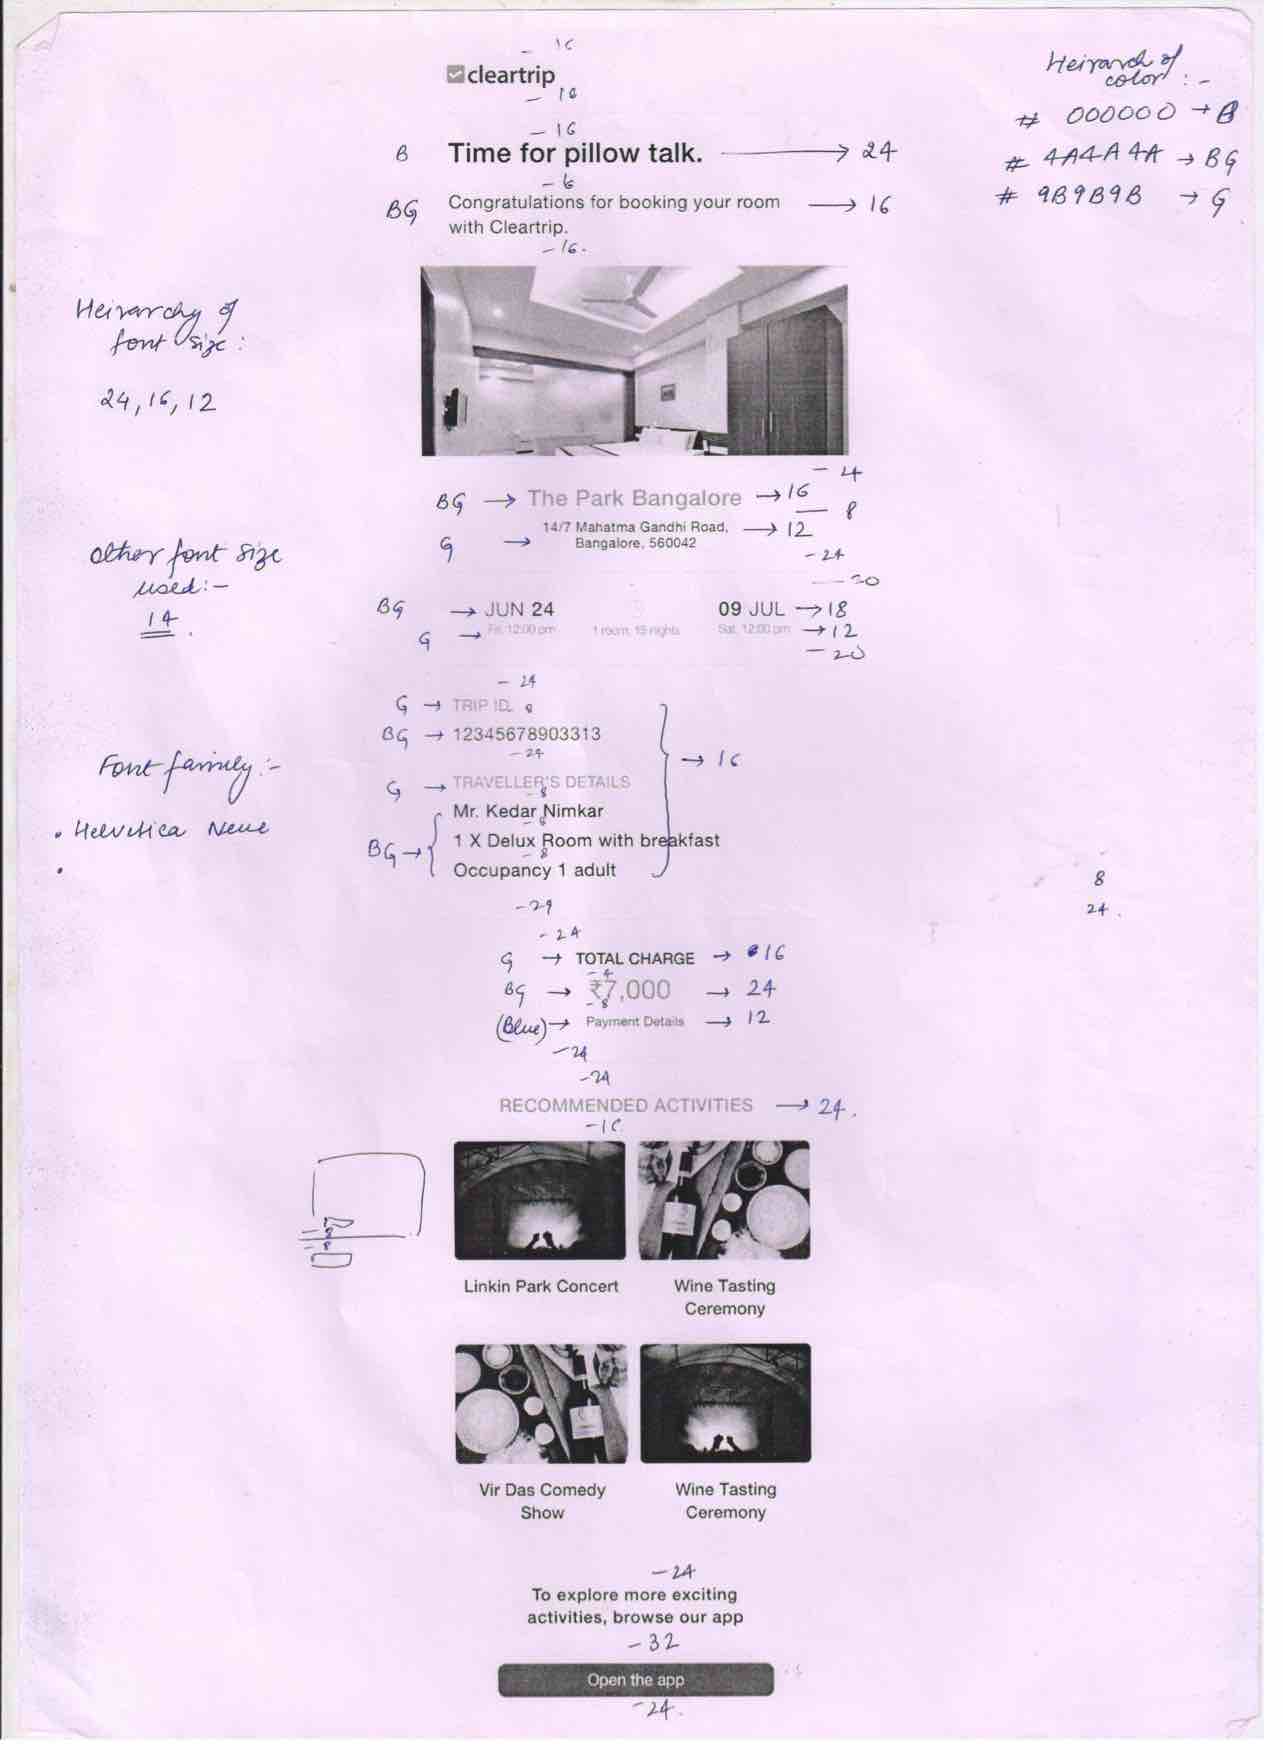 - 16
cleartrip
- 16
Heirarch of
color :-
# 000000 → B
# 4A4A4A → BG
# 9B9B9B → G
- 16
B Time for pillow talk. → 24
- 6
BG Congratulations for booking your room → 16
with Cleartrip.
- 16.
Heirarchy of
font size:
24, 16, 12
- 4
BG → The Park Bangalore → 16
- 8
G → 14/7 Mahatma Gandhi Road, → 12
Bangalore, 560042
- 24
- 20
Other font size
used:-
14.
BG → JUN 24 09 JUL → 18
G → Fri, 12:00 pm 1 room, 15 nights Sat, 12:00 pm → 12
- 20
- 24
G → TRIP ID. 8
BG → 12345678903313
- 24
→ 16
G → TRAVELLER'S DETAILS
- 8
Mr. Kedar Nimkar
- 8
BG → 1 X Delux Room with breakfast
- 8
Occupancy 1 adult
Font family:-
. Helvetica Neue
.
8
24.
- 24
G → TOTAL CHARGE → 16
- 4
BG → ₹7,000 → 24
- 8
(Blue) → Payment Details → 12
- 24
- 24
RECOMMENDED ACTIVITIES → 24.
- 16
- 8
- 8
Linkin Park Concert Wine Tasting
Ceremony
Vir Das Comedy Wine Tasting
Show Ceremony
- 24
To explore more exciting
activities, browse our app
- 32
Open the app
- 24.